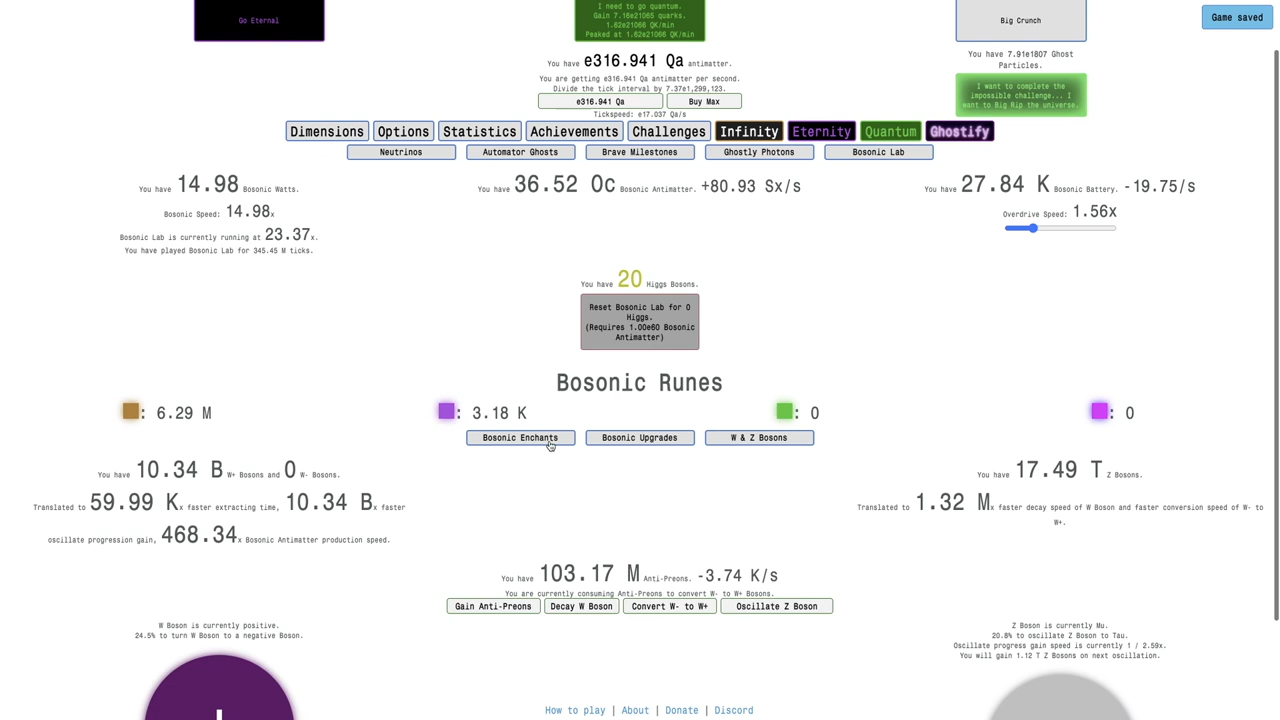 Go Eternal
I need to go quantum.
Gain 7.16e21065 quarks.
1.62e21066 QK/min
Peaked at 1.62e21066 QK/min
Big Crunch
Game saved
You have e316.941 Qa antimatter.
You are getting e316.941 Qa antimatter per second.
Divide the tick interval by 7.37e1,299,123.
e316.941 Qa
Buy Max
Tickspeed: e17.037 Qa/s
You have 7.91e1807 Ghost
Particles.
I want to complete the
impossible challenge... I
want to Big Rip the universe.
Dimensions
Options
Statistics
Achievements
Challenges
Infinity
Eternity
Quantum
Ghostify
Neutrinos
Automator Ghosts
Brave Milestones
Ghostly Photons
Bosonic Lab
You have 14.98 Bosonic Watts.
Bosonic Speed: 14.98x
Bosonic Lab is currently running at 23.37x.
You have played Bosonic Lab for 345.45 M ticks.
You have 36.52 Oc Bosonic Antimatter. +80.93 Sx/s
You have 27.84 K Bosonic Battery. -19.75/s
Overdrive Speed: 1.56x
You have 20 Higgs Bosons.
Reset Bosonic Lab for 0
Higgs.
(Requires 1.00e60 Bosonic
Antimatter)
Bosonic Runes
: 6.29 M
: 3.18 K
: 0
: 0
Bosonic Enchants
Bosonic Upgrades
W & Z Bosons
You have 10.34 B W+ Bosons and 0 W- Bosons.
Translated to 59.99 Kx faster extracting time, 10.34 Bx faster
oscillate progression gain, 468.34x Bosonic Antimatter production speed.
You have 17.49 T Z Bosons.
Translated to 1.32 Mx faster decay speed of W Boson and faster conversion speed of W- to
W+.
You have 103.17 M Anti-Preons. -3.74 K/s
You are currently consuming Anti-Preons to convert W- to W+ Bosons.
Gain Anti-Preons
Decay W Boson
Convert W- to W+
Oscillate Z Boson
W Boson is currently positive.
24.5% to turn W Boson to a negative Boson.
Z Boson is currently Mu.
20.8% to oscillate Z Boson to Tau.
Oscillate progress gain speed is currently 1 / 2.59x.
You will gain 1.12 T Z Bosons on next oscillation.
How to play | About | Donate | Discord